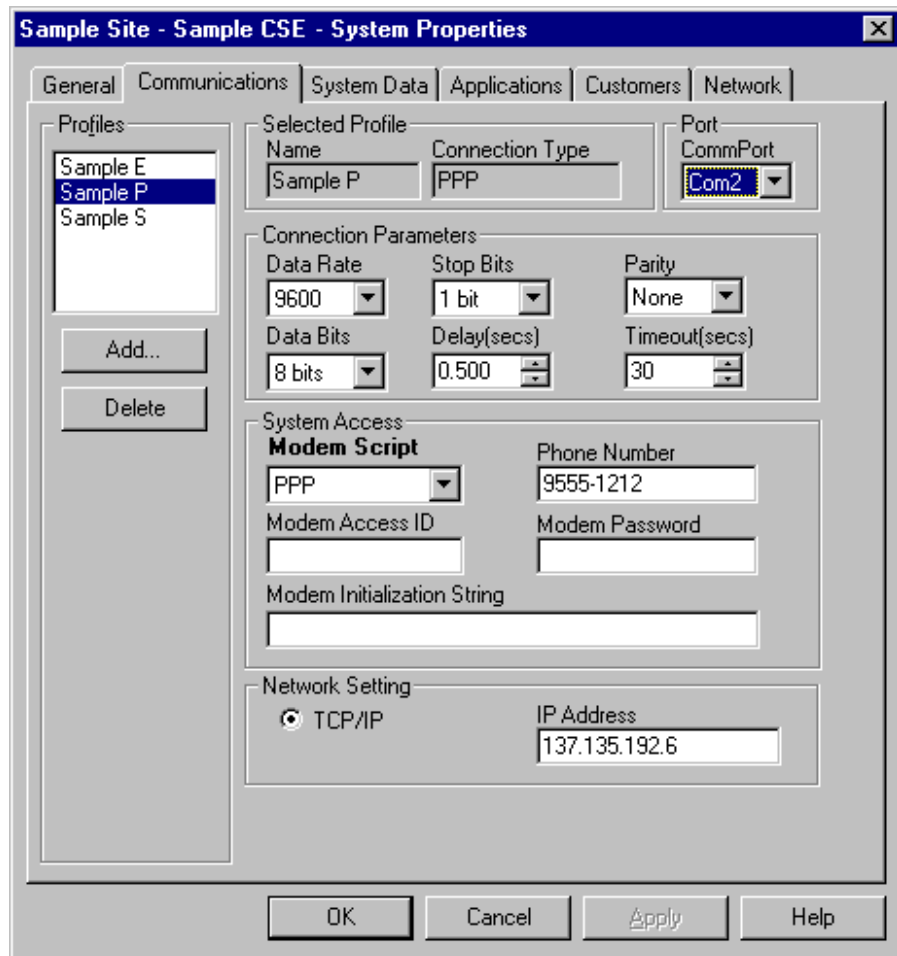 Sample Site - Sample CSE - System Properties
General Communications System Data Applications Customers Network
Profiles
Sample E
Sample P
Sample S
Add...
Delete
Selected Profile
Name Connection Type
Sample P PPP
Port
CommPort
Com2
Connection Parameters
Data Rate Stop Bits Parity
9600 1 bit None
Data Bits Delay(secs) Timeout(secs)
8 bits 0.500 30
System Access
Modem Script Phone Number
PPP 9555-1212
Modem Access ID Modem Password
Modem Initialization String
Network Setting
TCP/IP IP Address
137.135.192.6
OK Cancel Apply Help